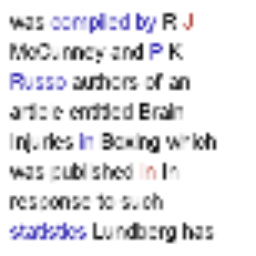 was compiled by R J
McCunney and P K
Russo authors of an
article entitled Brain
Injuries in Boxing which
was published in In
response to such
statistics Lundberg has